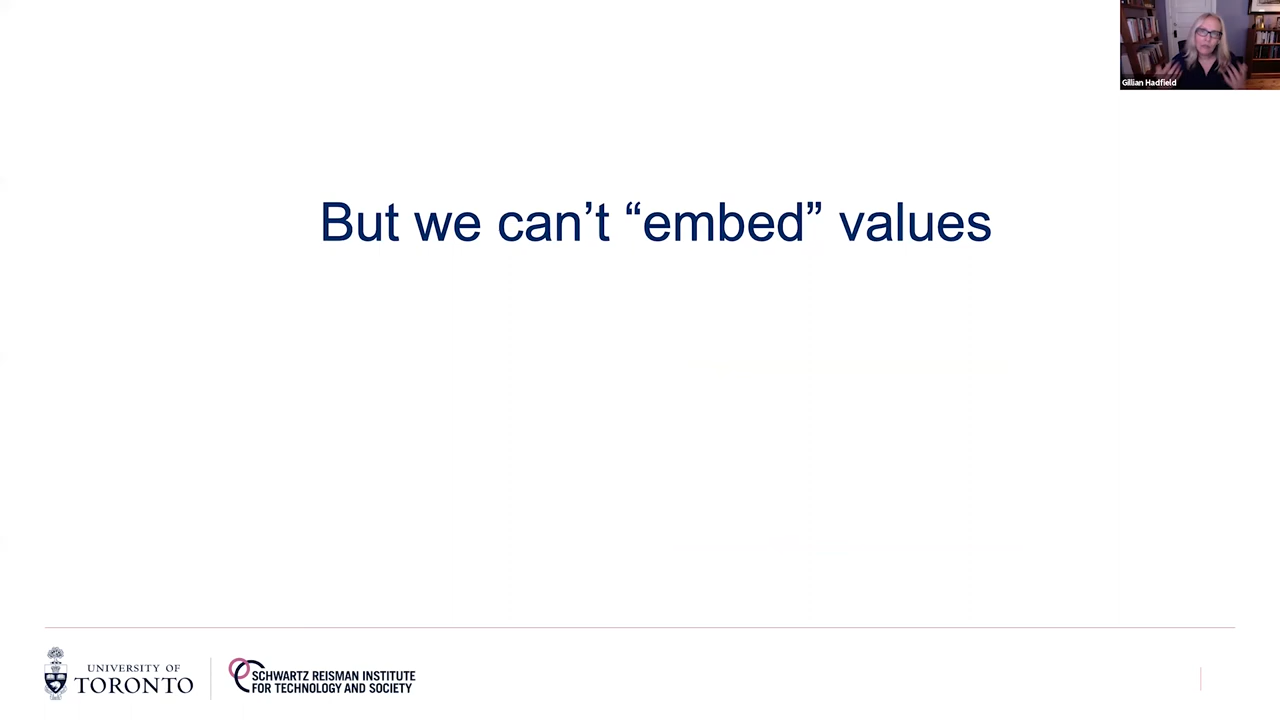 Gillian Hadfield
But we can’t “embed” values
UNIVERSITY OF
TORONTO
SCHWARTZ REISMAN INSTITUTE
FOR TECHNOLOGY AND SOCIETY